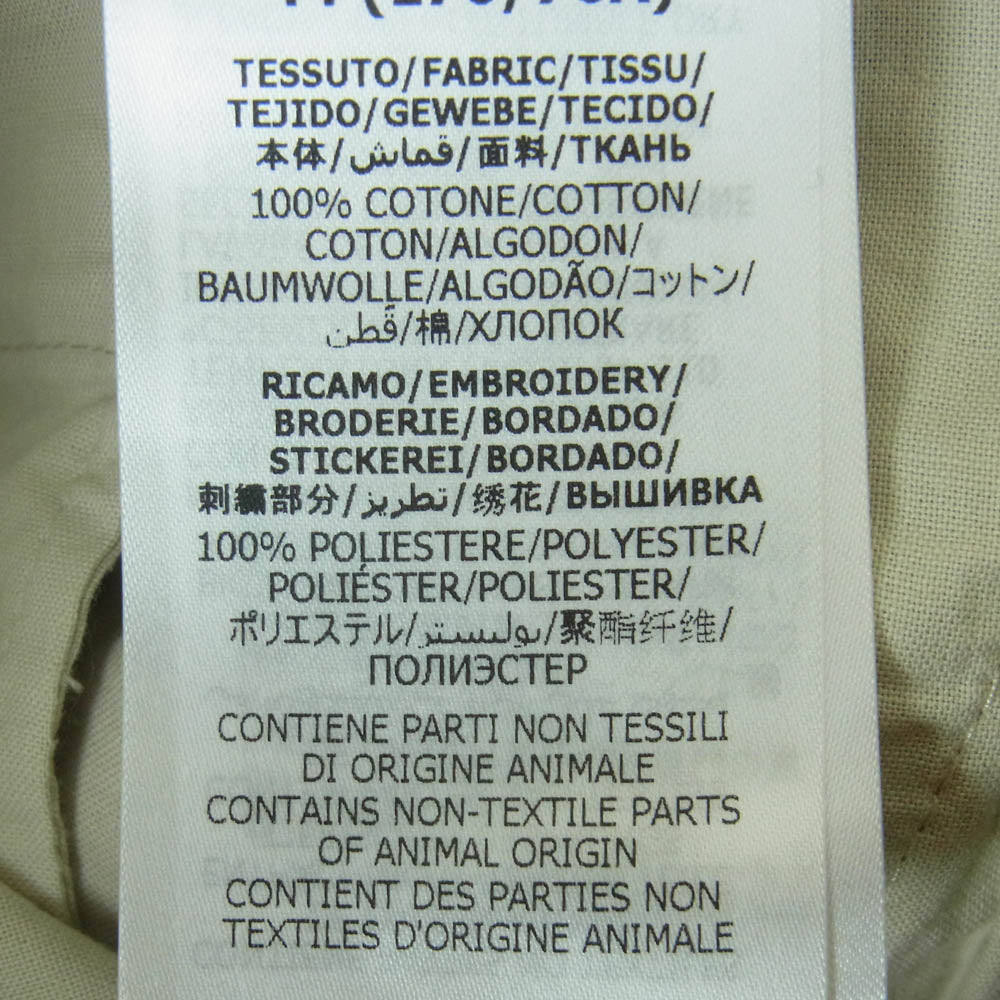 TESSUTO/FABRIC/TISSU/
TEJIDO/GEWEBE/TECIDO/
本体/قماش/面料/ТКАНЬ
100% COTONE/COTTON/
COTON/ALGODON/
BAUMWOLLE/ALGODÃO/コットン/
قُطن/棉/ХЛОПОК
RICAMO/EMBROIDERY/
BRODERIE/BORDADO/
STICKEREI/BORDADO/
刺繍部分/تطريز/绣花/ВЫШИВКА
100% POLIESTERE/POLYESTER/
POLIÉSTER/POLIESTER/
ポリエステル/بوليستر/聚酯纤维/
ПОЛИЭСТЕР
CONTIENE PARTI NON TESSILI
DI ORIGINE ANIMALE
CONTAINS NON-TEXTILE PARTS
OF ANIMAL ORIGIN
CONTIENT DES PARTIES NON
TEXTILES D'ORIGINE ANIMALE